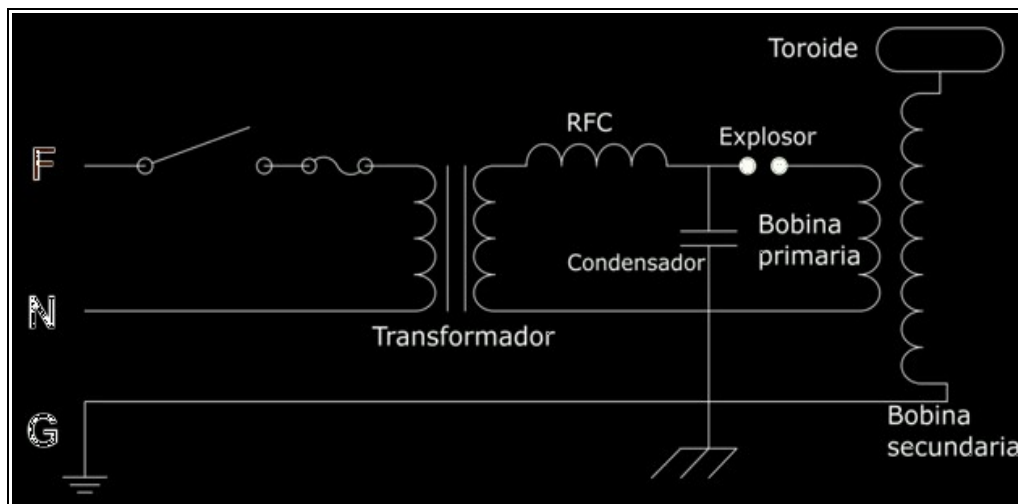 Toroide
RFC
Explosor
F
Bobina
primaria
Condensador
N
Transformador
G
Bobina
secundaria